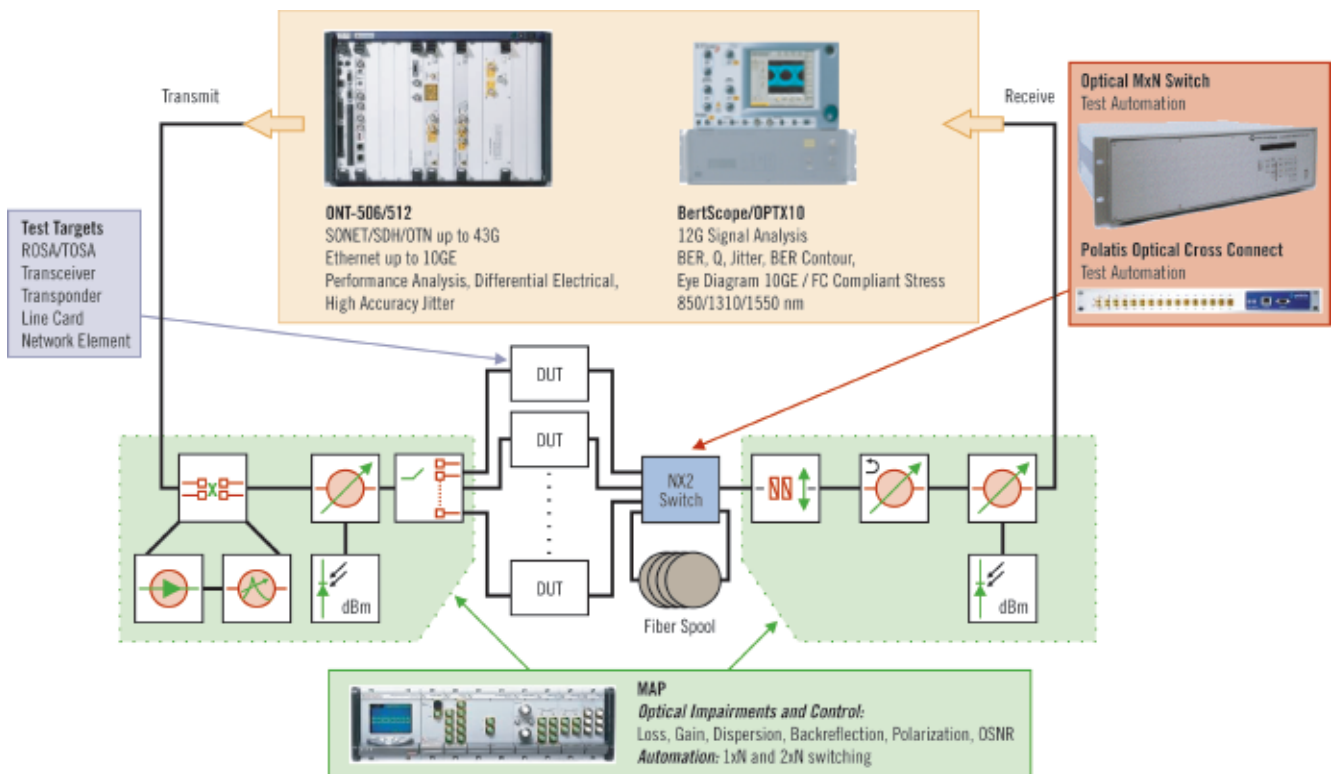 Transmit
Receive
ONT-506/512
SONET/SDH/OTN up to 43G
Ethernet up to 10GE
Performance Analysis, Differential Electrical,
High Accuracy Jitter
BertScope/OPTX10
12G Signal Analysis
BER, Q, Jitter, BER Contour,
Eye Diagram 10GE / FC Compliant Stress
850/1310/1550 nm
Optical MxN Switch
Test Automation
Polatis Optical Cross Connect
Test Automation
Test Targets
ROSA/TOSA
Transceiver
Transponder
Line Card
Network Element
DUT
DUT
DUT
NX2
Switch
Fiber Spool
dBm
dBm
MAP
Optical Impairments and Control:
Loss, Gain, Dispersion, Backreflection, Polarization, OSNR
Automation: 1xN and 2xN switching